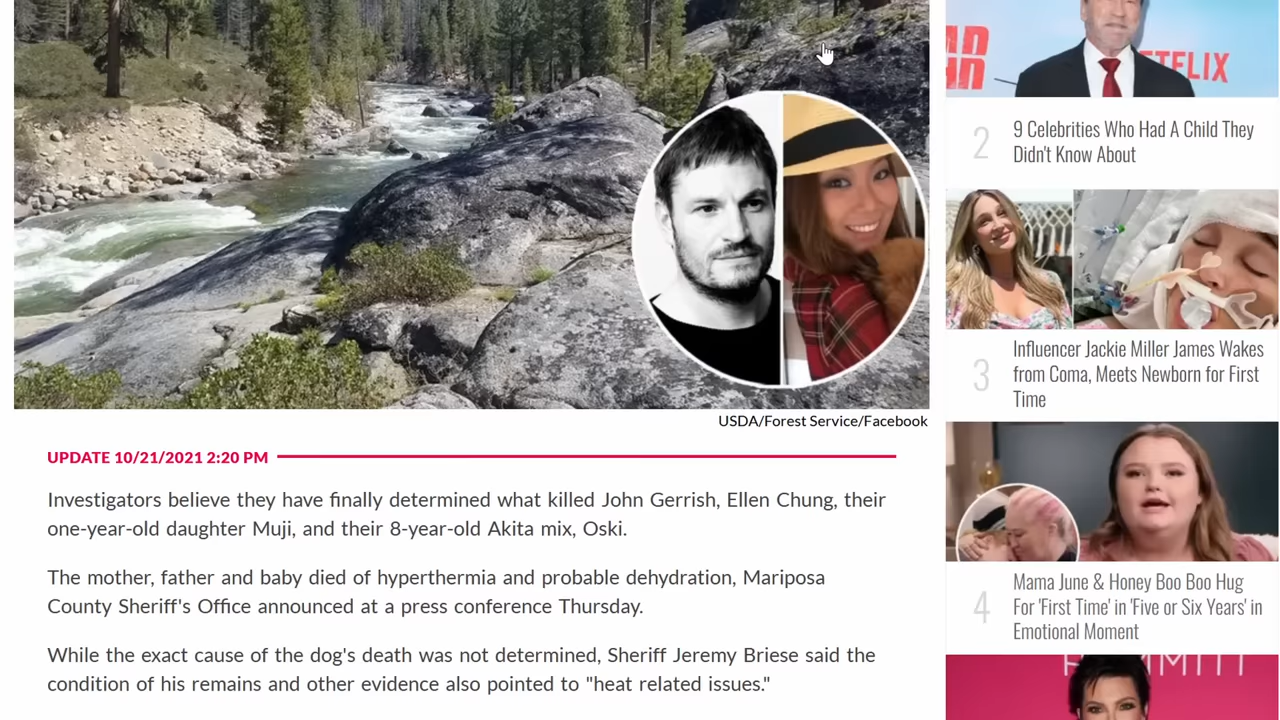 USDA/Forest Service/Facebook
UPDATE 10/21/2021 2:20 PM
Investigators believe they have finally determined what killed John Gerrish, Ellen Chung, their
one-year-old daughter Muji, and their 8-year-old Akita mix, Oski.
The mother, father and baby died of hyperthermia and probable dehydration, Mariposa
County Sheriff's Office announced at a press conference Thursday.
While the exact cause of the dog's death was not determined, Sheriff Jeremy Briese said the
condition of his remains and other evidence also pointed to "heat related issues."
2
9 Celebrities Who Had A Child They
Didn't Know About
3
Influencer Jackie Miller James Wakes
from Coma, Meets Newborn for First
Time
4
Mama June & Honey Boo Boo Hug
For 'First Time' in 'Five or Six Years' in
Emotional Moment